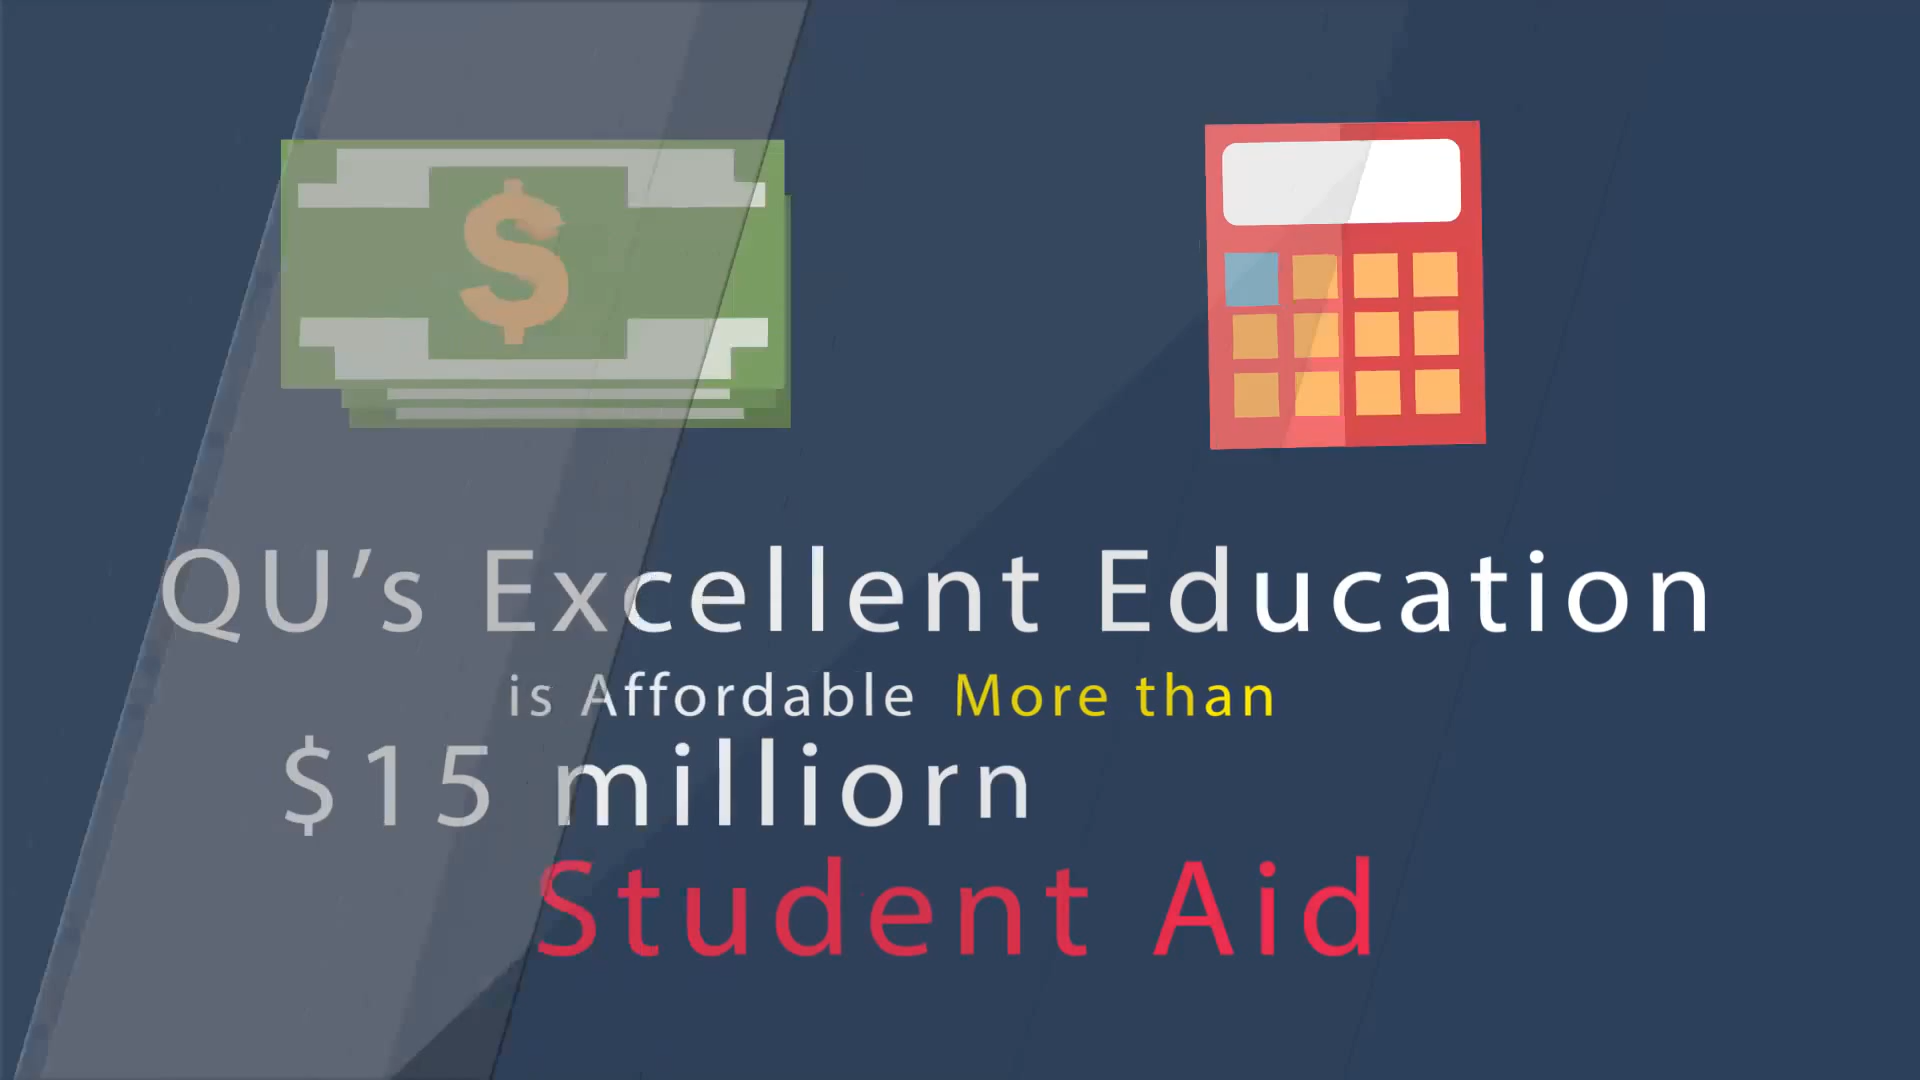 $
QU’s Excellent Education
is Affordable More than
$15 milliorn
Student Aid